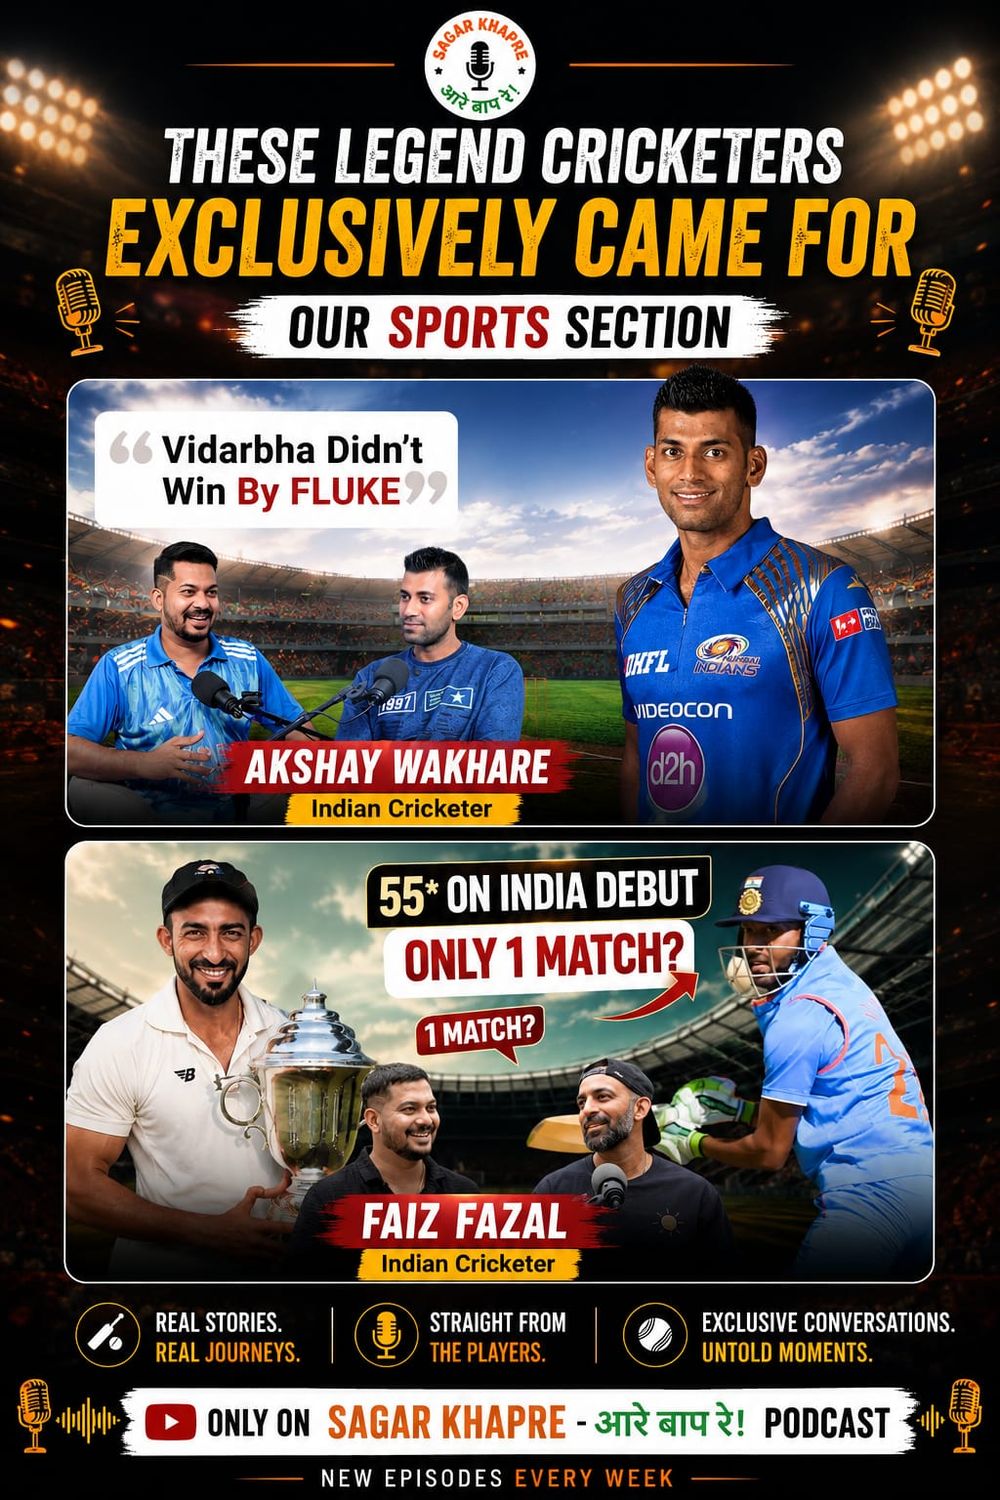 SAGAR KHAPRE
आरे बाप रे!
THESE LEGEND CRICKETERS
EXCLUSIVELY CAME FOR
OUR SPORTS SECTION
“ Vidarbha Didn’t
Win By FLUKE ”
1997
DHFL
MUMBAI
INDIANS
VIDEOCON
d2h
AKSHAY WAKHARE
Indian Cricketer
55* ON INDIA DEBUT
ONLY 1 MATCH?
1 MATCH?
NB
FAIZ FAZAL
Indian Cricketer
REAL STORIES.
REAL JOURNEYS.
STRAIGHT FROM
THE PLAYERS.
EXCLUSIVE CONVERSATIONS.
UNTOLD MOMENTS.
ONLY ON SAGAR KHAPRE - आरे बाप रे! PODCAST
NEW EPISODES EVERY WEEK